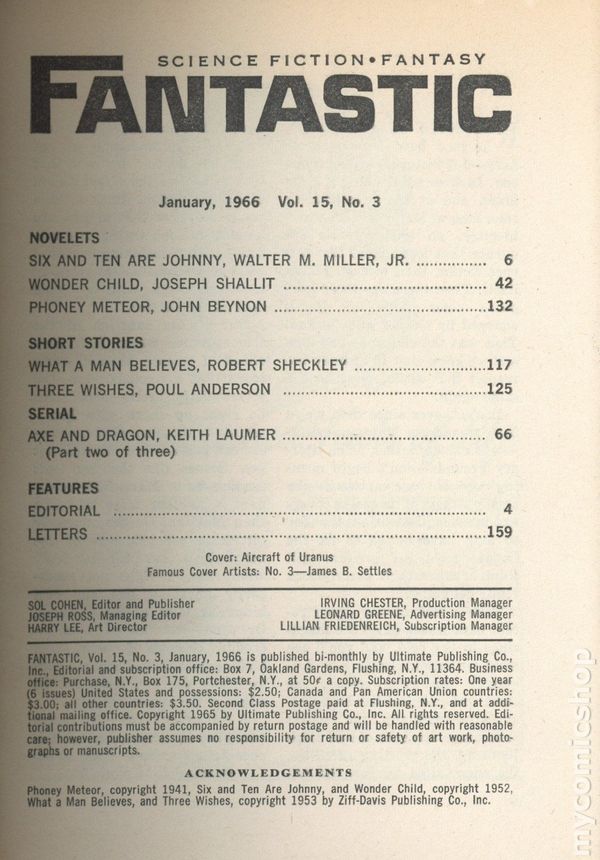 SCIENCE FICTION • FANTASY
FANTASTIC
January, 1966 Vol. 15, No. 3
NOVELETS
SIX AND TEN ARE JOHNNY, WALTER M. MILLER, JR. ................ 6
WONDER CHILD, JOSEPH SHALLIT ................ 42
PHONEY METEOR, JOHN BEYNON ................132
SHORT STORIES
WHAT A MAN BELIEVES, ROBERT SHECKLEY ................117
THREE WISHES, POUL ANDERSON ................125
SERIAL
AXE AND DRAGON, KEITH LAUMER ................ 66
(Part two of three)
FEATURES
EDITORIAL ................ 4
LETTERS ................159
Cover: Aircraft of Uranus
Famous Cover Artists: No. 3—James B. Settles
SOL COHEN, Editor and Publisher
JOSEPH ROSS, Managing Editor
HARRY LEE, Art Director
IRVING CHESTER, Production Manager
LEONARD GREENE, Advertising Manager
LILLIAN FRIEDENREICH, Subscription Manager
FANTASTIC, Vol. 15, No. 3, January, 1966 is published bi-monthly by Ultimate Publishing Co.,
Inc., Editorial and subscription office: Box 7, Oakland Gardens, Flushing, N.Y., 11364. Business
office: Purchase, N.Y., Box 175, Portchester, N.Y., at 50¢ a copy. Subscription rates: One year
(6 issues) United States and possessions: $2.50; Canada and Pan American Union countries:
$3.00; all other countries: $3.50. Second Class Postage paid at Flushing, N.Y., and at addi-
tional mailing office. Copyright 1965 by Ultimate Publishing Co., Inc. All rights reserved. Edi-
torial contributions must be accompanied by return postage and will be handled with reasonable
care; however, publisher assumes no responsibility for return or safety of art work, photo-
graphs or manuscripts.
ACKNOWLEDGEMENTS
Phoney Meteor, copyright 1941, Six and Ten Are Johnny, and Wonder Child, copyright 1952,
What a Man Believes, and Three Wishes, copyright 1953 by Ziff-Davis Publishing Co., Inc.
mycomicshop